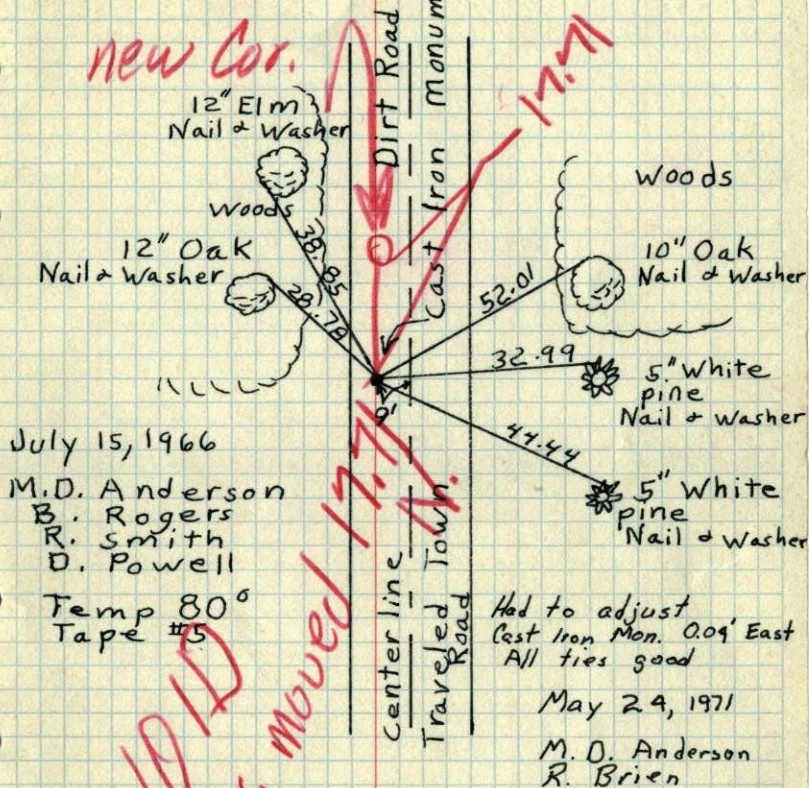 new Cor.
12" Elm
Nail & Washer
Woods
38.85
12" Oak
Nail & Washer
28.78
Dirt Road
Cast Iron Monum
17.71
Woods
10" Oak
Nail & Washer
52.01
32.99
5" White
pine
Nail & Washer
44.44
5" White
pine
Nail & Washer
9'
July 15, 1966
M.D. Anderson
B. Rogers
R. Smith
D. Powell
Temp 80°
Tape #5
moved 17.71 N.
Center line
Traveled Town
Road
Had to adjust
Cast Iron Mon. 0.09' East
All ties good
May 24, 1971
M.D. Anderson
R. Brien